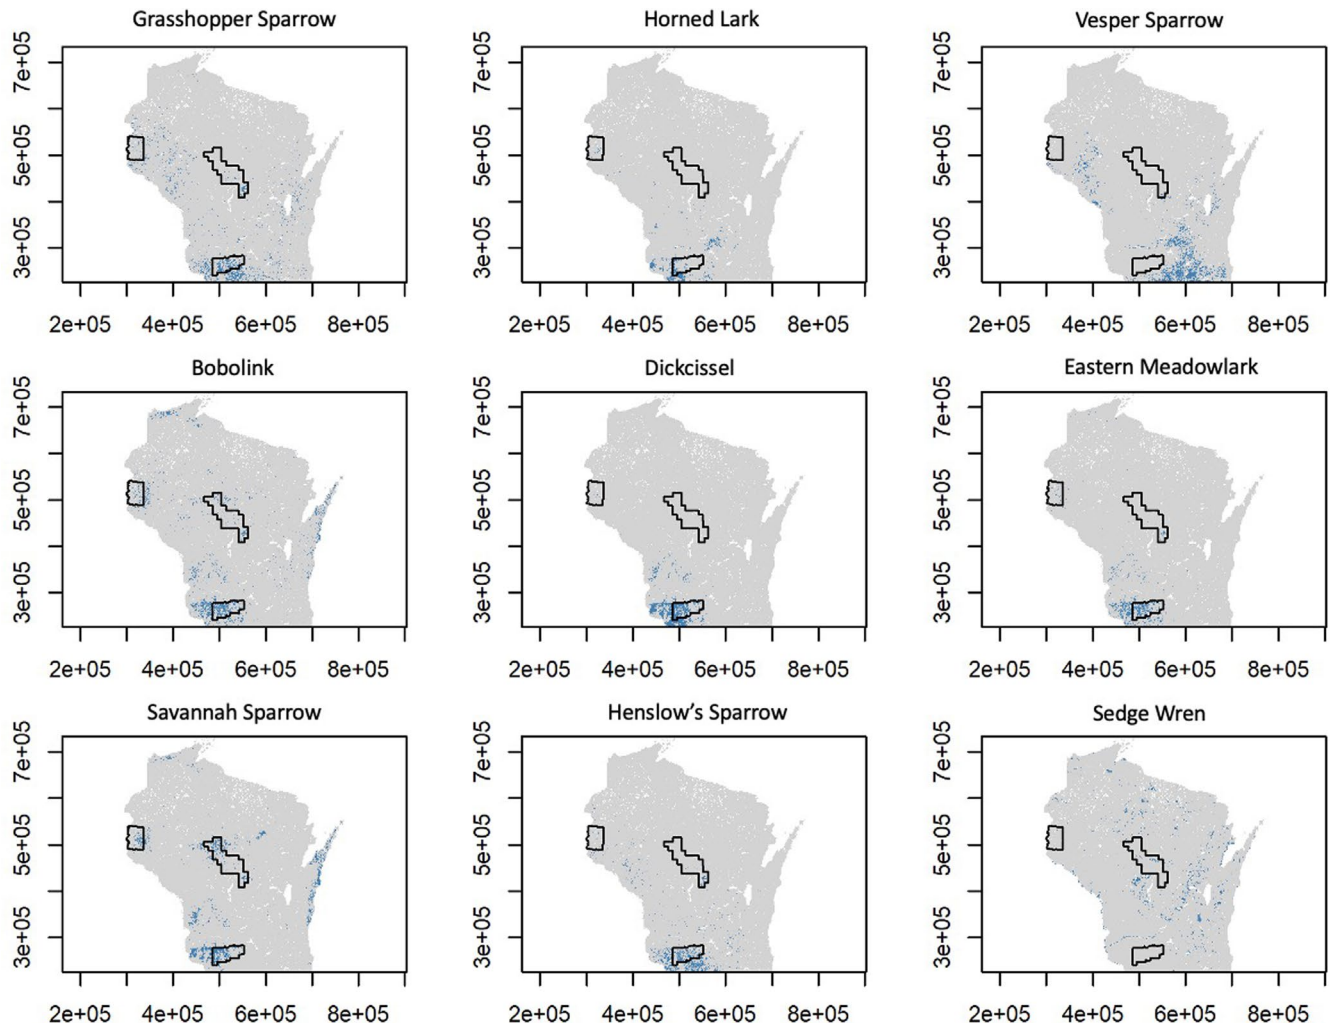 Grasshopper Sparrow
Horned Lark
Vesper Sparrow
7e+05
5e+05
3e+05
7e+05
5e+05
3e+05
7e+05
5e+05
3e+05
2e+05 4e+05 6e+05 8e+05
2e+05 4e+05 6e+05 8e+05
2e+05 4e+05 6e+05 8e+05
Bobolink
Dickcissel
Eastern Meadowlark
7e+05
5e+05
3e+05
7e+05
5e+05
3e+05
7e+05
5e+05
3e+05
2e+05 4e+05 6e+05 8e+05
2e+05 4e+05 6e+05 8e+05
2e+05 4e+05 6e+05 8e+05
Savannah Sparrow
Henslow’s Sparrow
Sedge Wren
7e+05
5e+05
3e+05
7e+05
5e+05
3e+05
7e+05
5e+05
3e+05
2e+05 4e+05 6e+05 8e+05
2e+05 4e+05 6e+05 8e+05
2e+05 4e+05 6e+05 8e+05